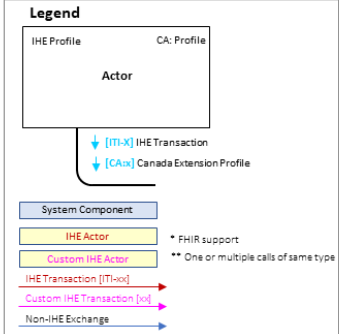 Legend
IHE Profile CA: Profile
Actor
[ITI-X] IHE Transaction
[CA:x] Canada Extension Profile
System Component
IHE Actor
* FHIR support
Custom IHE Actor
** One or multiple calls of same type
IHE Transaction [ITI-xx]
Custom IHE Transaction [xx]
Non-IHE Exchange